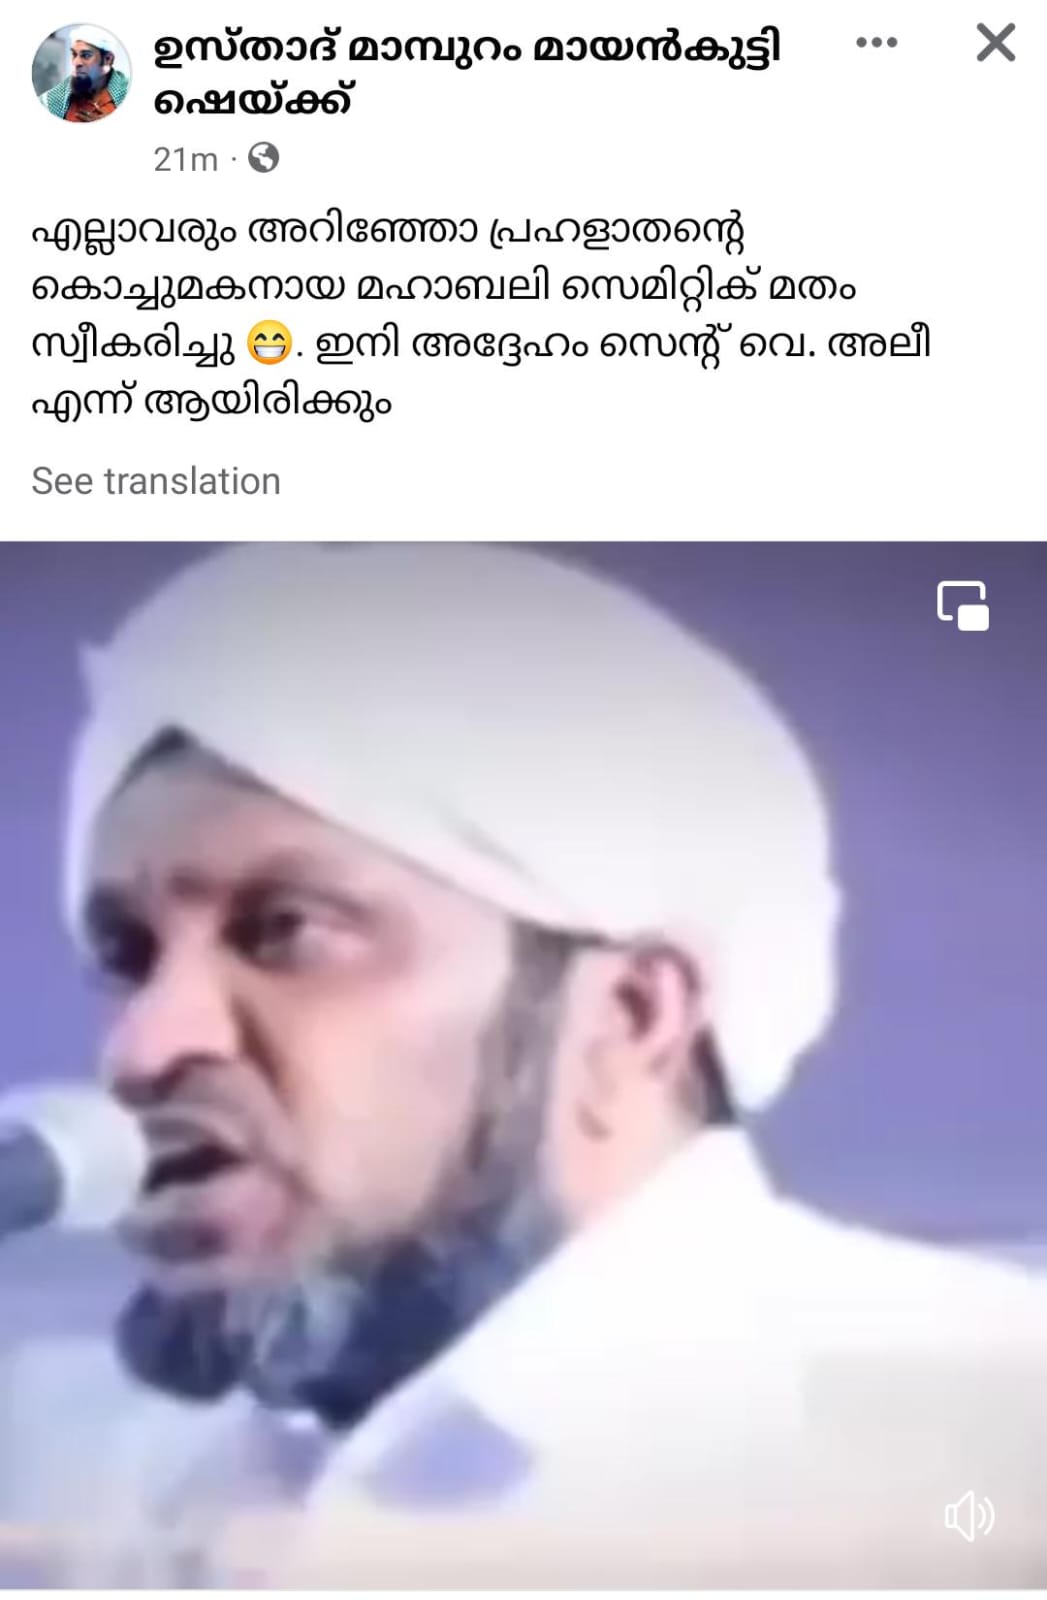 ഉസ്താദ് മാമ്പുറം മായൻകുട്ടി
ഷെയ്ക്ക്
21m ·
എല്ലാവരും അറിഞ്ഞോ പ്രഹളാതന്റെ
കൊച്ചുമകനായ മഹാബലി സെമിറ്റിക് മതം
സ്വീകരിച്ചു 😁. ഇനി അദ്ദേഹം സെന്റ് വെ. അലീ
എന്ന് ആയിരിക്കും
See translation